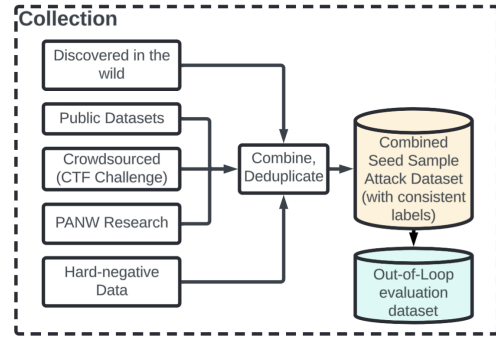 Collection
Discovered in the
wild
Public Datasets
Crowdsourced
(CTF Challenge)
PANW Research
Hard-negative
Data
Combine,
Deduplicate
Combined
Seed Sample
Attack Dataset
(with consistent
labels)
Out-of-Loop
evaluation
dataset